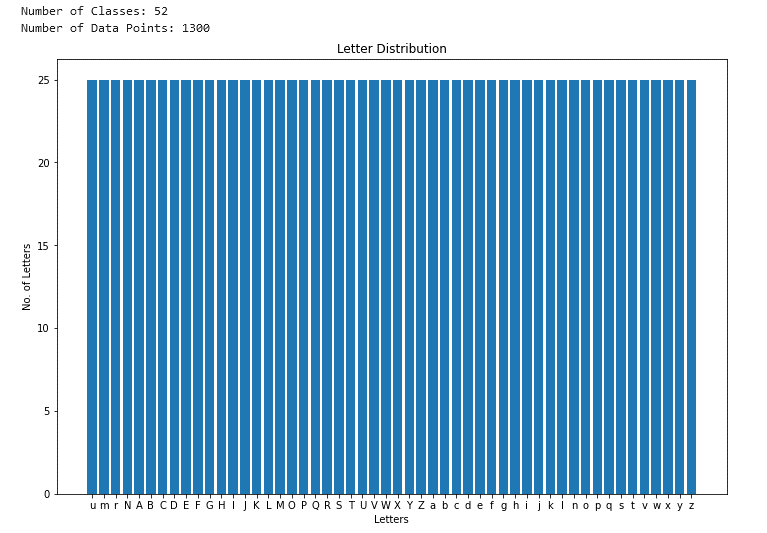 Number of Classes: 52
Number of Data Points: 1300
Letter Distribution
25
20
15
10
5
0
No. of Letters
u m r N A B C D E F G H I J K L M O P Q R S T U V W X Y Z a b c d e f g h i j k l n o p q s t v w x y z
Letters